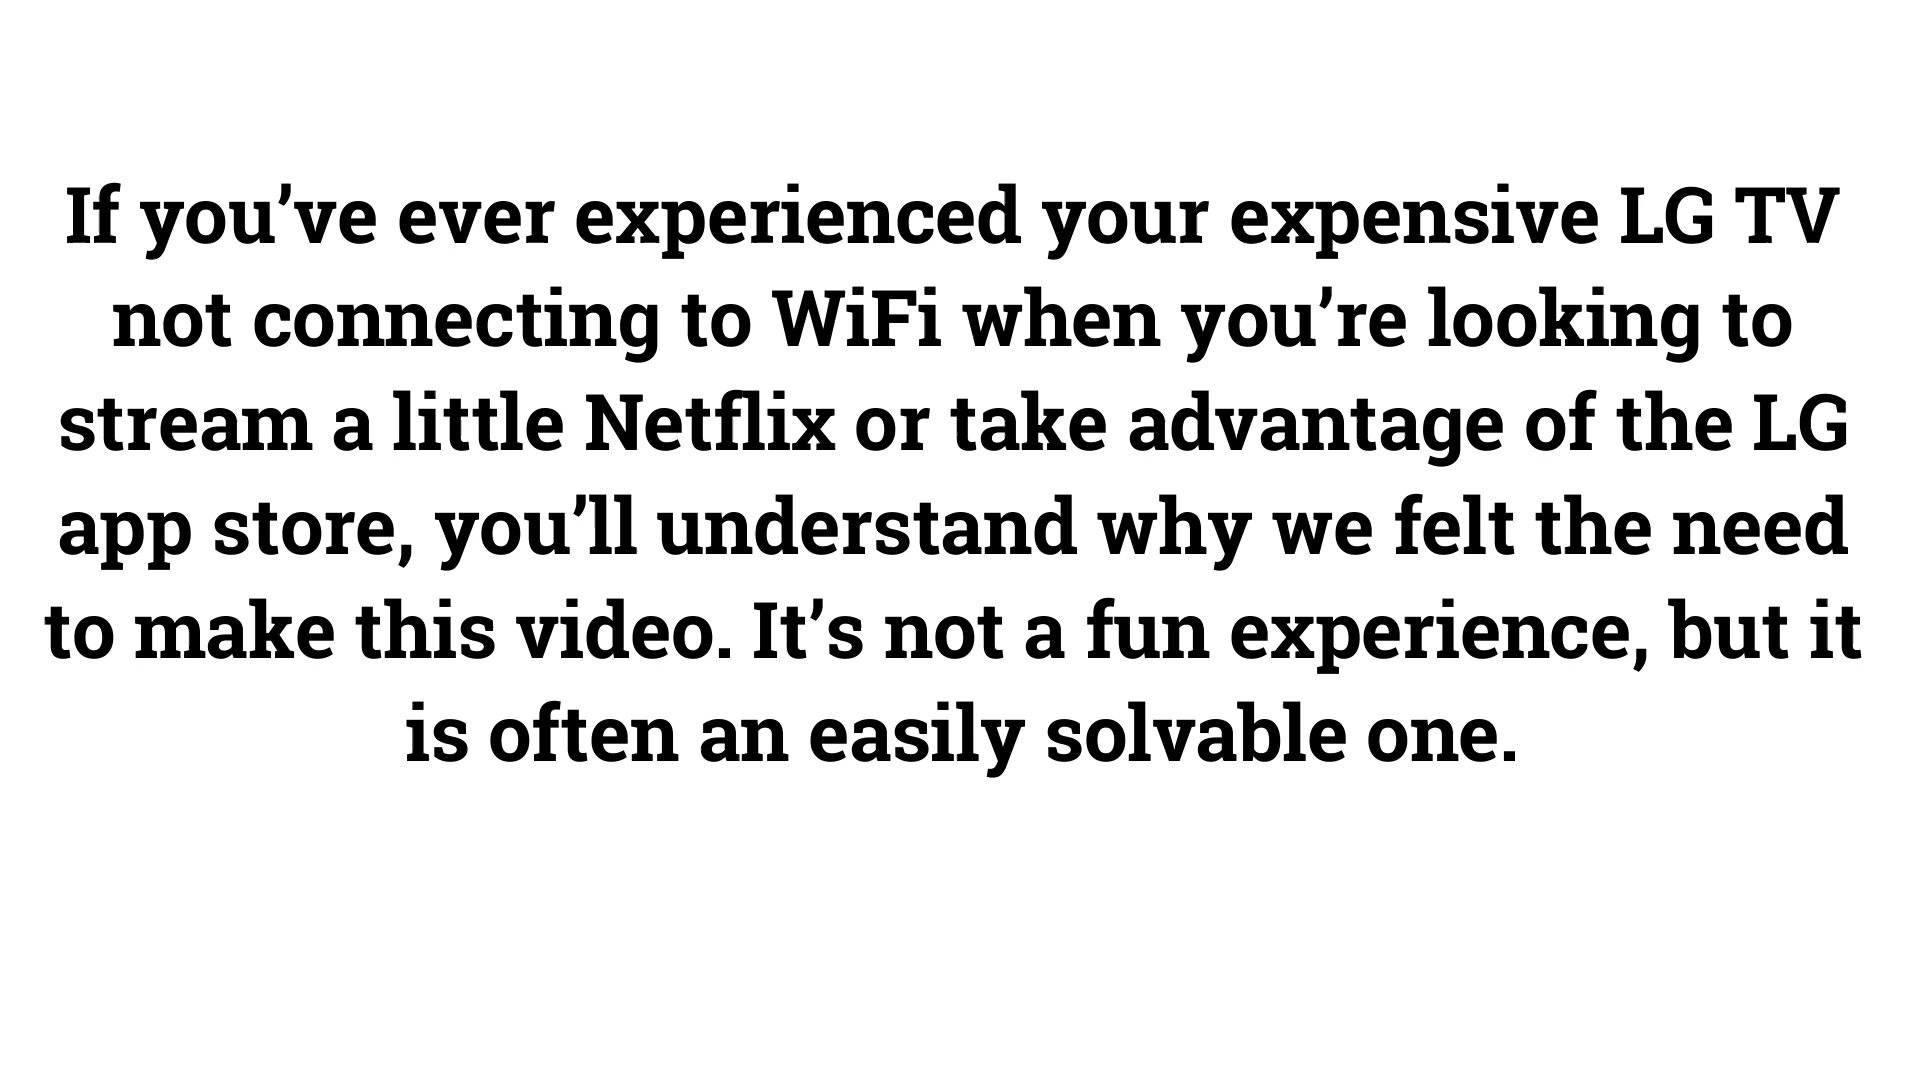 If you’ve ever experienced your expensive LG TV
not connecting to WiFi when you’re looking to
stream a little Netflix or take advantage of the LG
app store, you’ll understand why we felt the need
to make this video. It’s not a fun experience, but it
is often an easily solvable one.